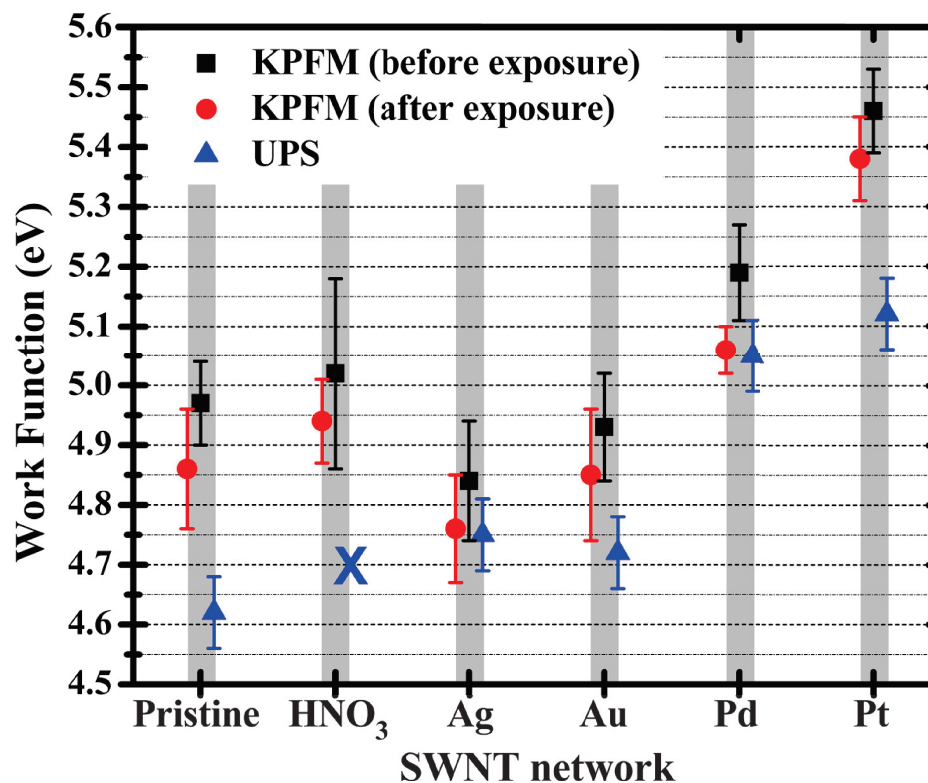 5.6
5.5
5.4
5.3
5.2
5.1
5.0
4.9
4.8
4.7
4.6
4.5
Work Function (eV)
KPFM (before exposure)
KPFM (after exposure)
UPS
X
Pristine HNO₃ Ag Au Pd Pt
SWNT network